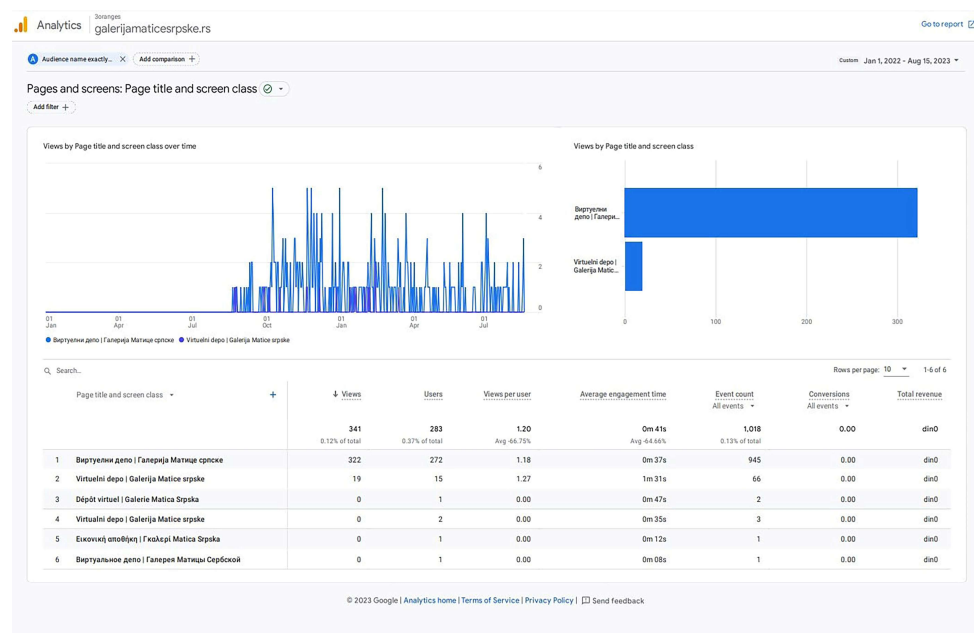 Analytics
3oranges
galerijamaticesrpske.rs
Go to report
A Audience name exactly... Add comparison +
Custom Jan 1, 2022 - Aug 15, 2023
Pages and screens: Page title and screen class
Add filter +
Views by Page title and screen class over time
6
4
2
0
01 Jan
01 Apr
01 Jul
01 Oct
01 Jan
01 Apr
01 Jul
Виртуелни депо | Галерија Матице српске Virtuelni depo | Galerija Matice srpske
Views by Page title and screen class
Виртуелни
депо | Галери...
Virtuelni depo |
Galerija Matic...
0 100 200 300
Search... Rows per page: 10 1-6 of 6
Page title and screen class + Views Users Views per user Average engagement time Event count Conversions Total revenue
All events All events
341 283 1.20 0m 41s 1,018 0.00 din0
0.12% of total 0.37% of total Avg -66.75% Avg -64.66% 0.13% of total
1 Виртуелни депо | Галерија Матице српске 322 272 1.18 0m 37s 945 0.00 din0
2 Virtuelni depo | Galerija Matice srpske 19 15 1.27 1m 31s 66 0.00 din0
3 Dépôt virtuel | Galerie Matica Srpska 0 1 0.00 0m 47s 2 0.00 din0
4 Virtualni depo | Galerija Matice srpske 0 2 0.00 0m 35s 3 0.00 din0
5 Εικονική αποθήκη | Γκαλερί Matica Srpska 0 1 0.00 0m 12s 1 0.00 din0
6 Виртуальное депо | Галерея Матицы Сербской 0 1 0.00 0m 08s 1 0.00 din0
© 2023 Google | Analytics home | Terms of Service | Privacy Policy | Send feedback